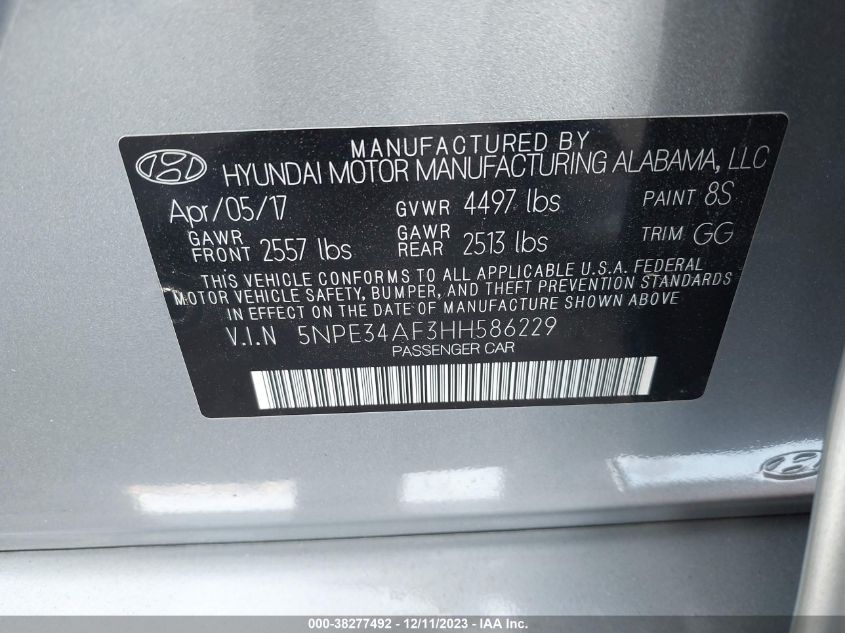 MANUFACTURED BY
HYUNDAI MOTOR MANUFACTURING ALABAMA, LLC
Apr/05/17 GVWR 4497 lbs PAINT 8S
GAWR FRONT 2557 lbs GAWR REAR 2513 lbs TRIM GG
THIS VEHICLE CONFORMS TO ALL APPLICABLE U.S.A. FEDERAL
MOTOR VEHICLE SAFETY, BUMPER, AND THEFT PREVENTION STANDARDS
IN EFFECT ON THE DATE OF MANUFACTURE SHOWN ABOVE
V.I.N 5NPE34AF3HH586229
PASSENGER CAR
000-38277492 - 12/11/2023 - IAA Inc.